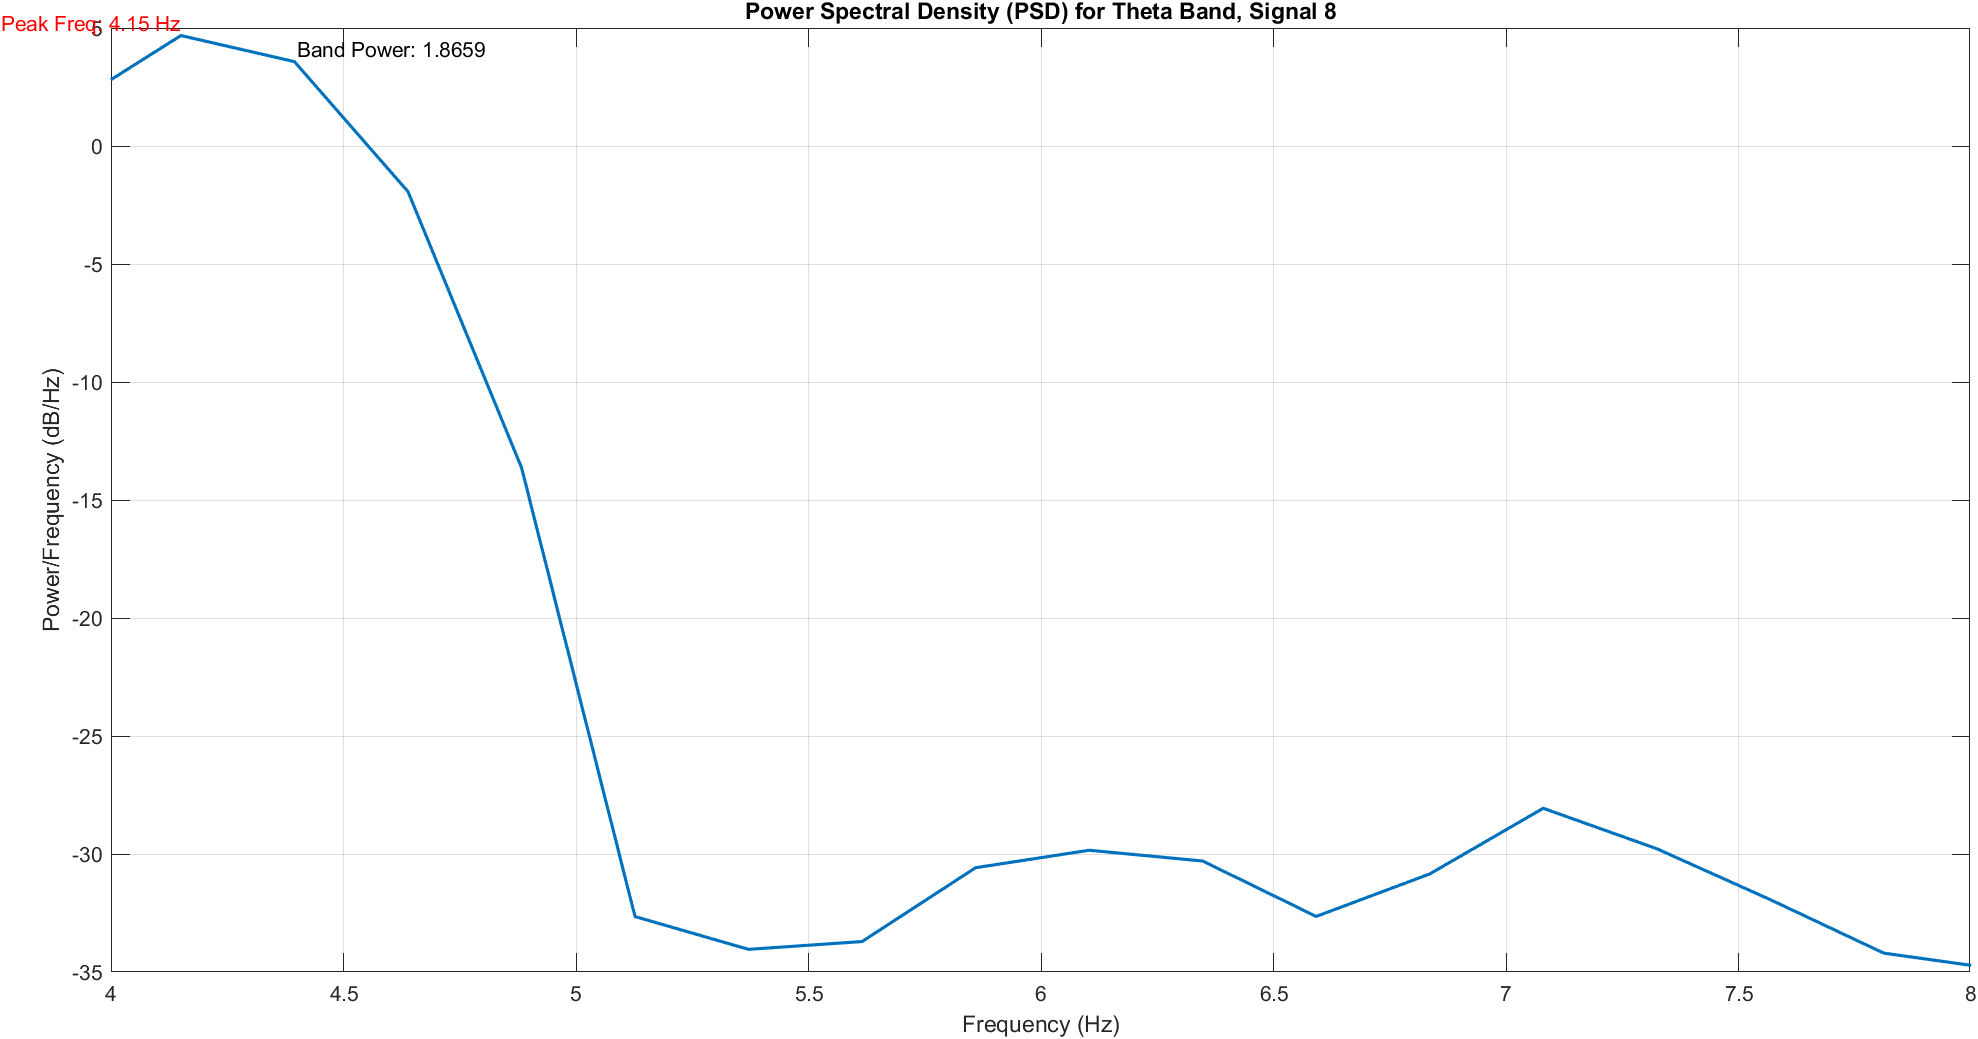 Power Spectral Density (PSD) for Theta Band, Signal 8
Peak Freq: 4.15 Hz
Band Power: 1.8659
5
0
-5
-10
-15
-20
-25
-30
-35
Power/Frequency (dB/Hz)
4 4.5 5 5.5 6 6.5 7 7.5 8
Frequency (Hz)